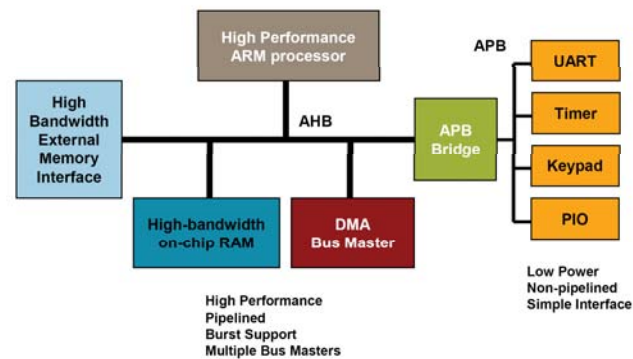 High Performance
ARM processor
APB
UART
High
Bandwidth
External
Memory
Interface
AHB
APB
Bridge
Timer
Keypad
High-bandwidth
on-chip RAM
DMA
Bus Master
PIO
High Performance
Pipelined
Burst Support
Multiple Bus Masters
Low Power
Non-pipelined
Simple Interface